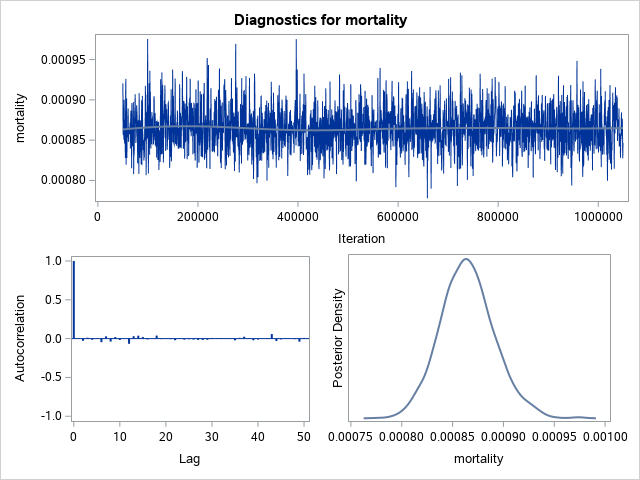 Diagnostics for mortality
0.00095
0.00090
0.00085
0.00080
mortality
0 200000 400000 600000 800000 1000000
Iteration
1.0
0.5
0.0
-0.5
-1.0
Autocorrelation
0 10 20 30 40 50
Lag
Posterior Density
0.00075 0.00080 0.00085 0.00090 0.00095 0.00100
mortality